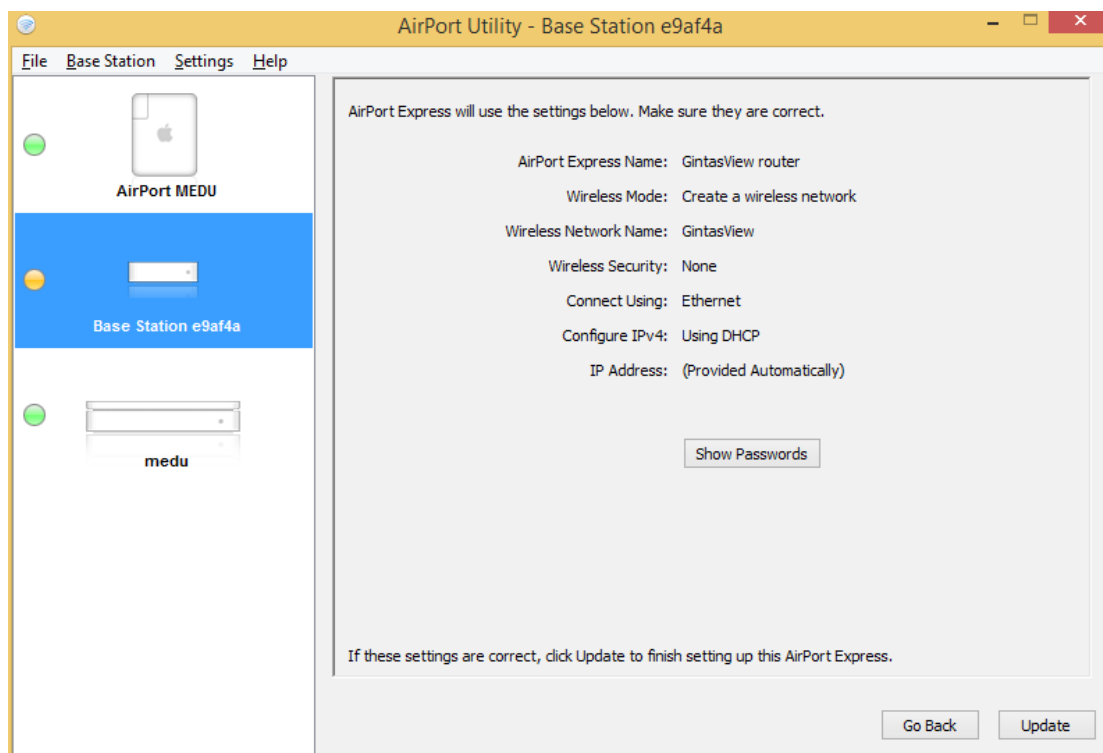 AirPort Utility - Base Station e9af4a
File Base Station Settings Help
AirPort MEDU
Base Station e9af4a
medu
AirPort Express will use the settings below. Make sure they are correct.
AirPort Express Name: GintasView router
Wireless Mode: Create a wireless network
Wireless Network Name: GintasView
Wireless Security: None
Connect Using: Ethernet
Configure IPv4: Using DHCP
IP Address: (Provided Automatically)
Show Passwords
If these settings are correct, click Update to finish setting up this AirPort Express.
Go Back Update